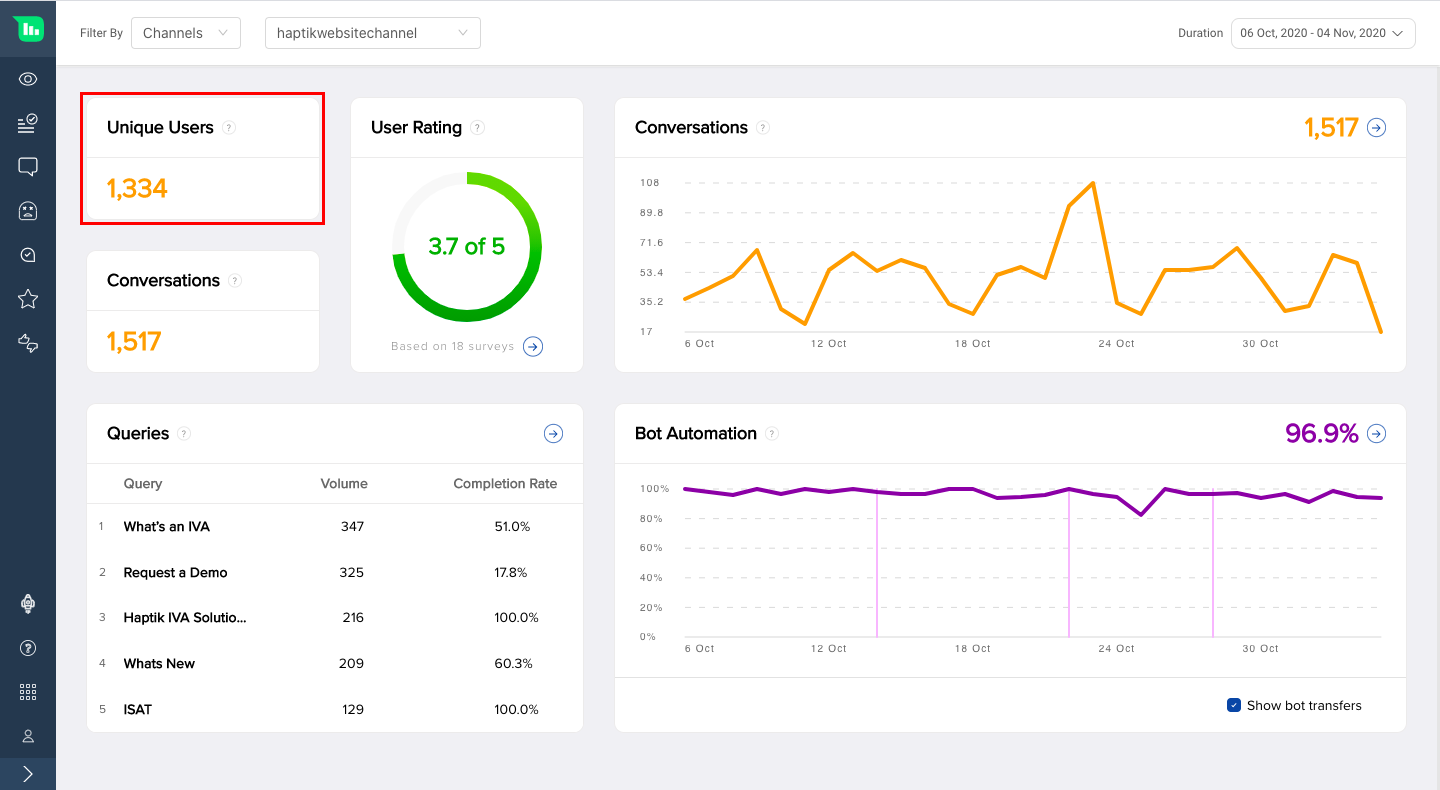 Filter By Channels haptikwebsitechannel Duration 06 Oct, 2020 - 04 Nov, 2020
Unique Users ?
1,334
Conversations ?
1,517
User Rating ?
3.7 of 5
Based on 18 surveys
Conversations ? 1,517
108
89.8
71.6
53.4
35.2
17
6 Oct 12 Oct 18 Oct 24 Oct 30 Oct
Queries ?
Query Volume Completion Rate
1 What's an IVA 347 51.0%
2 Request a Demo 325 17.8%
3 Haptik IVA Solutio... 216 100.0%
4 Whats New 209 60.3%
5 ISAT 129 100.0%
Bot Automation ? 96.9%
100%
80%
60%
40%
20%
0%
6 Oct 12 Oct 18 Oct 24 Oct 30 Oct
Show bot transfers